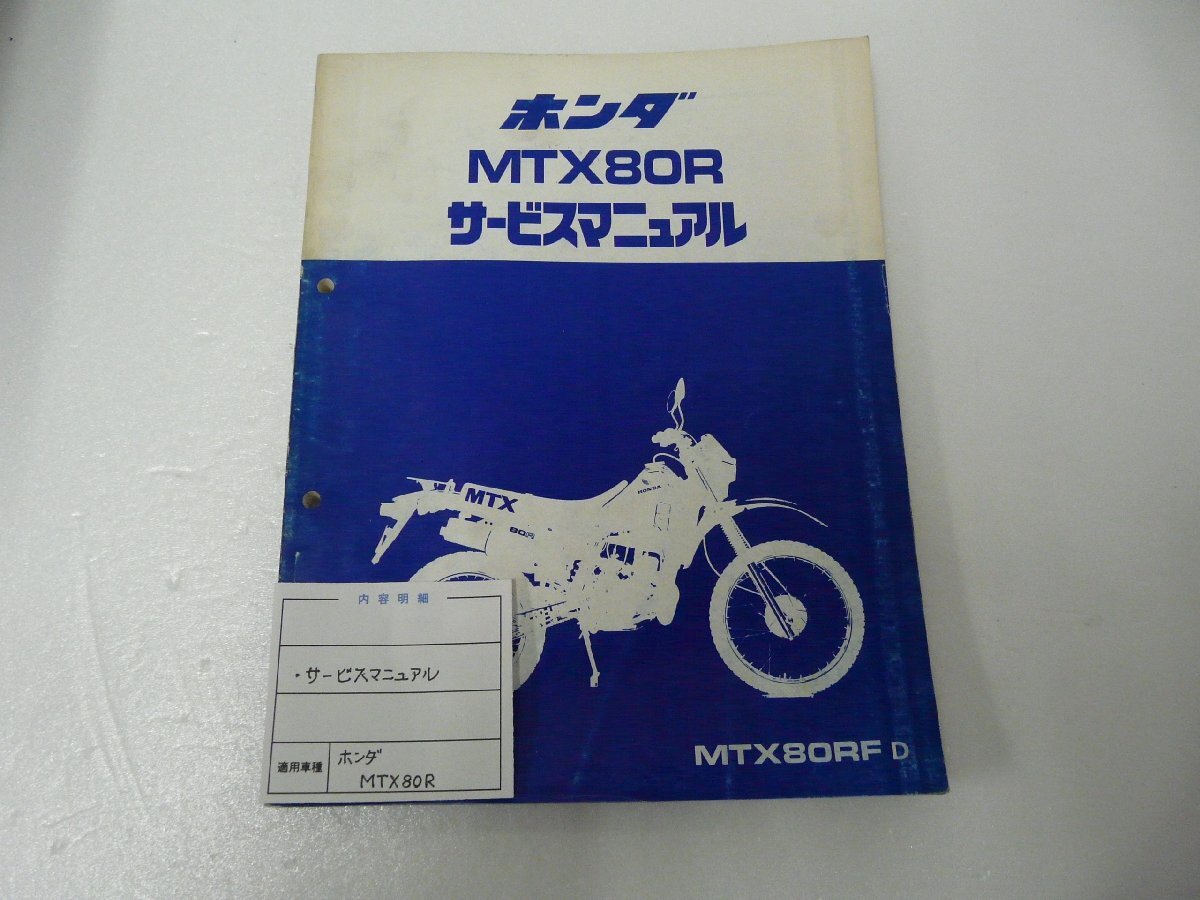 ホンダ
MTX80R
サービスマニュアル
HONDA
MTX
80R
MTX80RF D
内容明細
・サービスマニュアル
適用車種
ホンダ
MTX80R